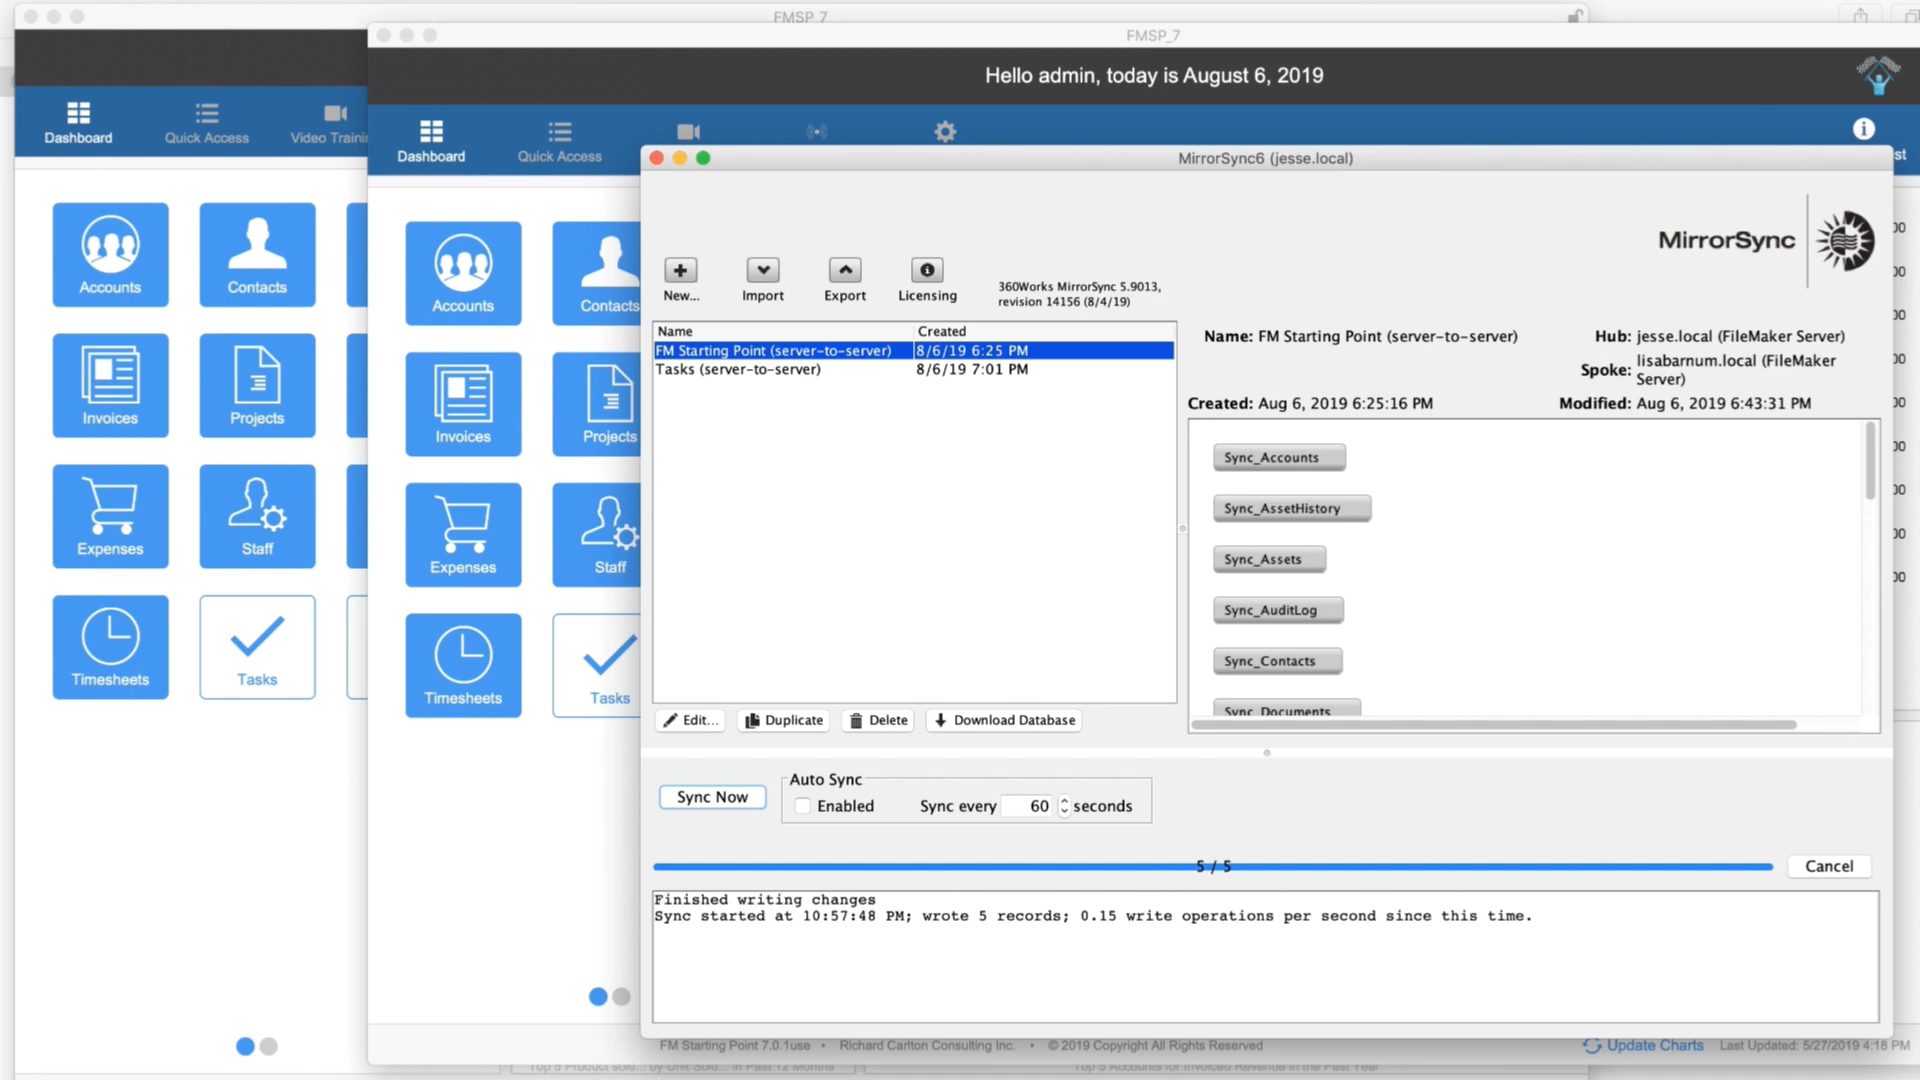 FMSP_7
FMSP_7
Hello admin, today is August 6, 2019
Dashboard
Quick Access
Dashboard
Quick Access
st
MirrorSync6 (jesse.local)
Accounts
Contacts
Invoices
Projects
Expenses
Staff
Timesheets
Tasks
Accounts
Contacts
Invoices
Projects
Expenses
Staff
Timesheets
Tasks
MirrorSync
New...
Import
Export
Licensing
360Works MirrorSync 5.9013,
revision 14156 (8/4/19)
Name Created
FM Starting Point (server-to-server) 8/6/19 6:25 PM
Tasks (server-to-server) 8/6/19 7:01 PM
Name: FM Starting Point (server-to-server)
Hub: jesse.local (FileMaker Server)
Spoke: lisabarnum.local (FileMaker
Server)
Created: Aug 6, 2019 6:25:16 PM
Modified: Aug 6, 2019 6:43:31 PM
Sync_Accounts
Sync_AssetHistory
Sync_Assets
Sync_AuditLog
Sync_Contacts
Sync_Documents
Edit...
Duplicate
Delete
Download Database
Sync Now
Auto Sync
Enabled
Sync every 60 seconds
5 / 5
Cancel
Finished writing changes
Sync started at 10:57:48 PM; wrote 5 records; 0.15 write operations per second since this time.
FM Starting Point 7.0.1use • Richard Carlton Consulting Inc. • © 2019 Copyright All Rights Reserved
Update Charts
Last Updated: 5/27/2019 4:18 PM